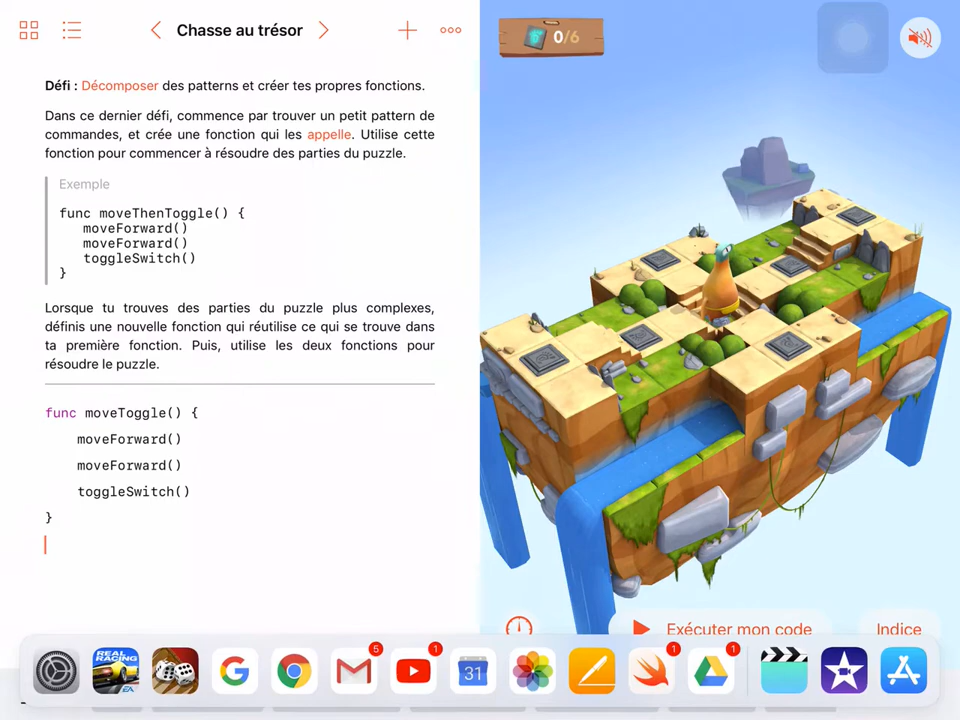 Chasse au trésor
0/6
Défi : Décomposer des patterns et créer tes propres fonctions.
Dans ce dernier défi, commence par trouver un petit pattern de
commandes, et crée une fonction qui les appelle. Utilise cette
fonction pour commencer à résoudre des parties du puzzle.
Exemple
func moveThenToggle() {
moveForward()
moveForward()
toggleSwitch()
}
Lorsque tu trouves des parties du puzzle plus complexes,
définis une nouvelle fonction qui réutilise ce qui se trouve dans
ta première fonction. Puis, utilise les deux fonctions pour
résoudre le puzzle.
func moveToggle() {
moveForward()
moveForward()
toggleSwitch()
}
Exécuter mon code
Indice
REAL RACING
EA
G
5
1
31
1
1